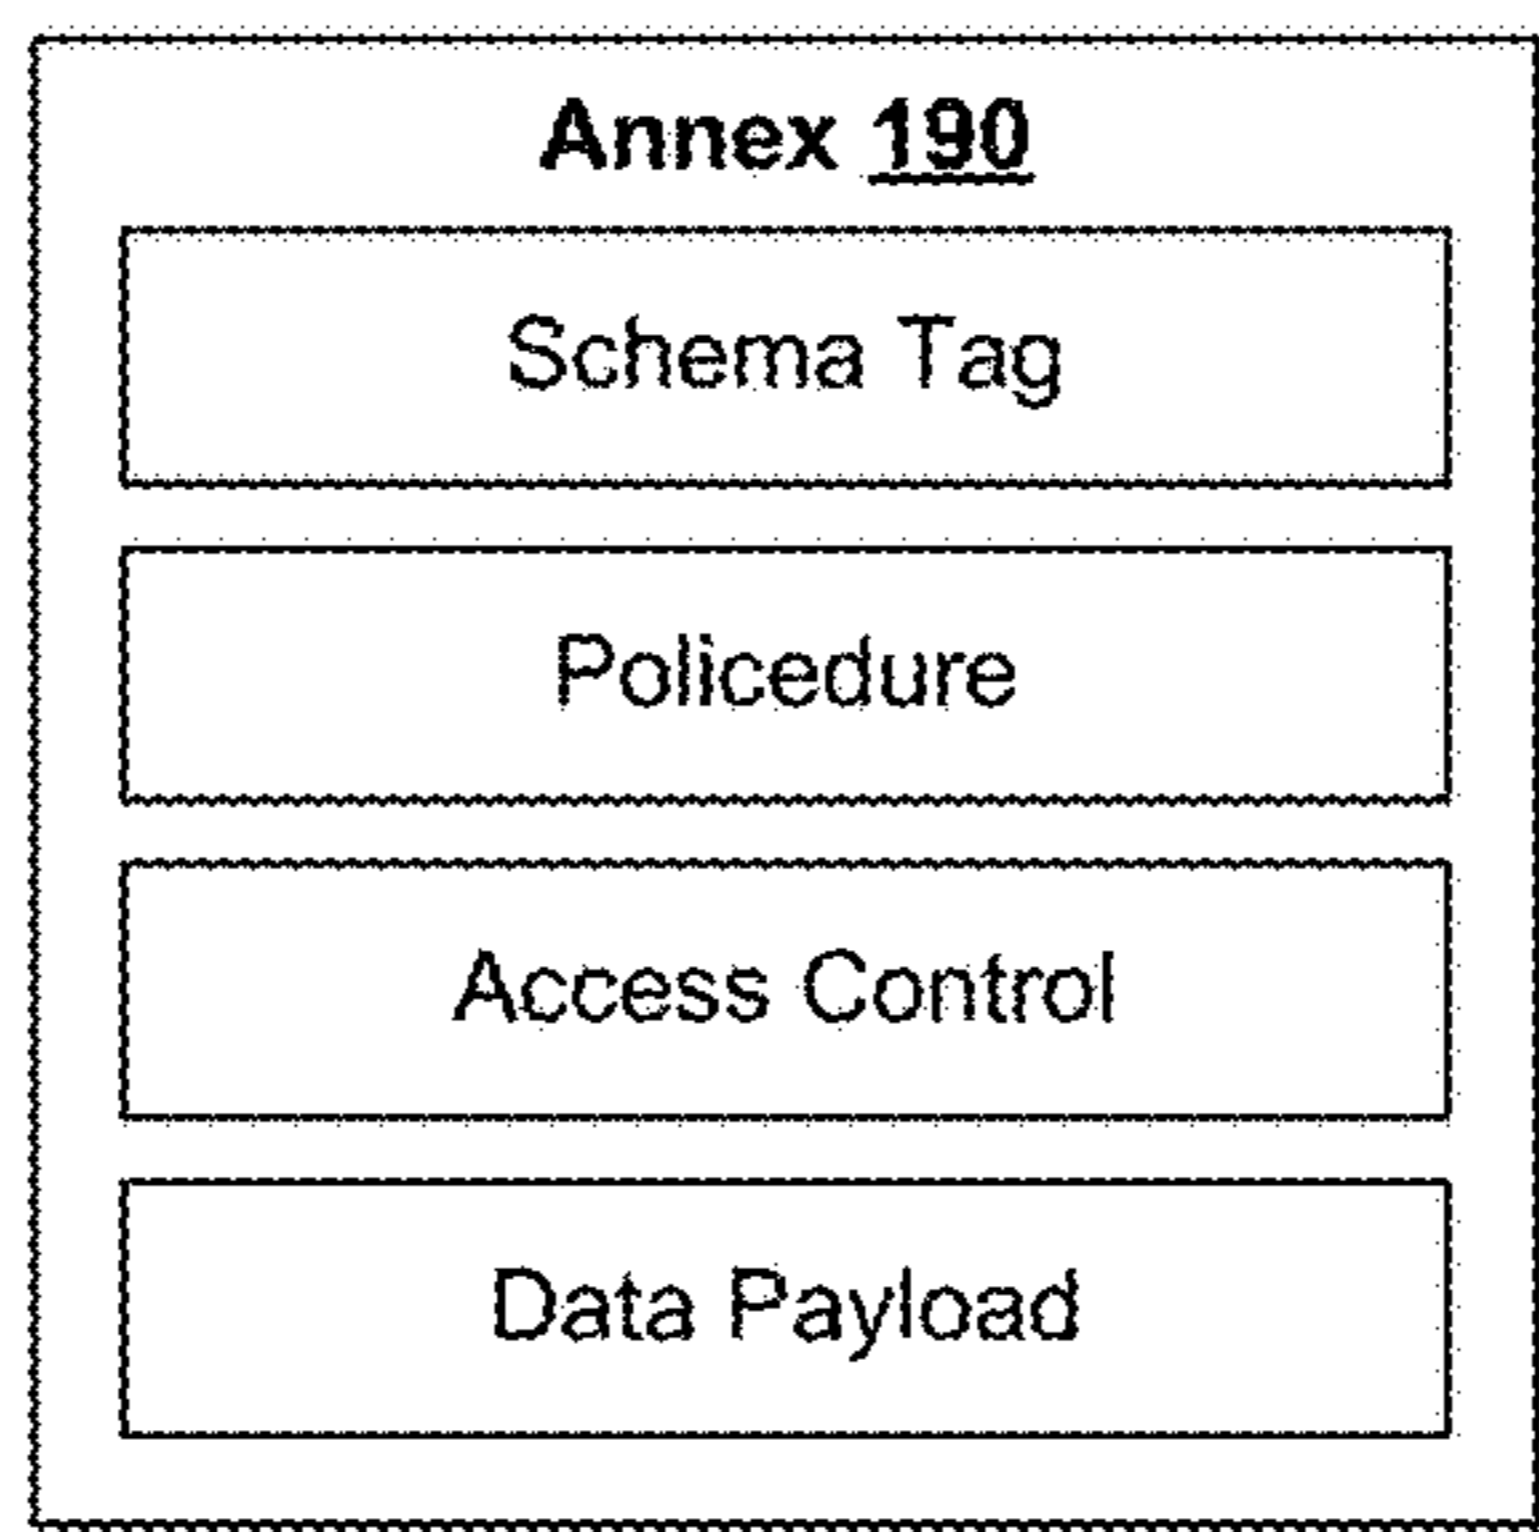 Annex 190
Schema Tag
Policedure
Access Control
Data Payload